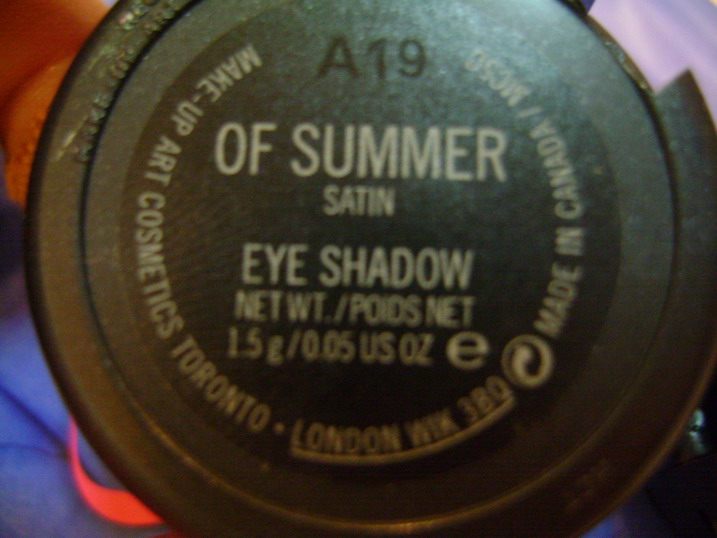 A19
OF SUMMER
SATIN
EYE SHADOW
NET WT./POIDS NET
1.5 g/0.05 US OZ e
MAKE-UP ART COSMETICS TORONTO • LONDON W1K 3BQ
MADE IN CANADA / MC50